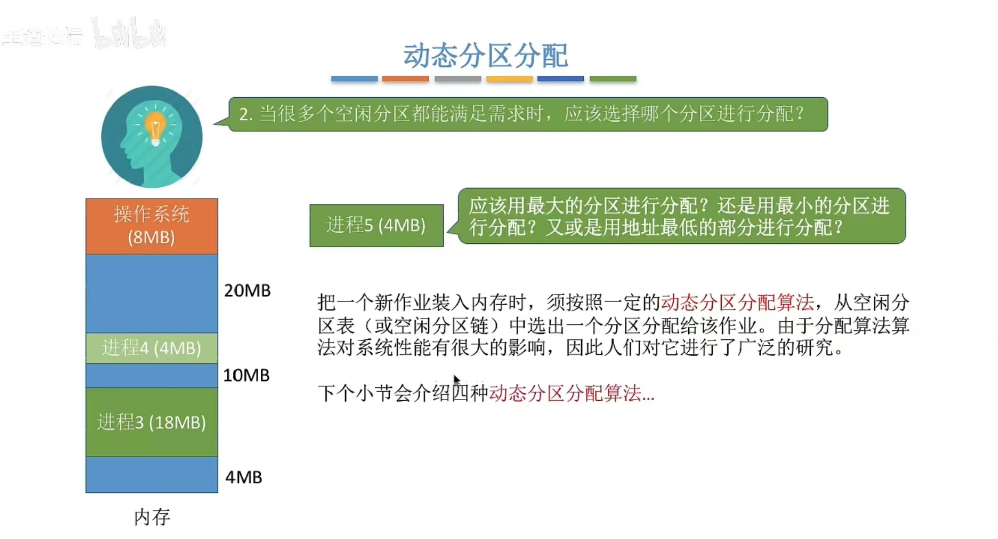 动态分区分配
2. 当很多个空闲分区都能满足需求时，应该选择哪个分区进行分配？
操作系统
(8MB)
20MB
进程4 (4MB)
10MB
进程3 (18MB)
4MB
内存
进程5 (4MB)
应该用最大的分区进行分配？还是用最小的分区进
行分配？又或是用地址最低的部分进行分配？
把一个新作业装入内存时，须按照一定的动态分区分配算法，从空闲分
区表（或空闲分区链）中选出一个分区分配给该作业。由于分配算法算
法对系统性能有很大的影响，因此人们对它进行了广泛的研究。
下个小节会介绍四种动态分区分配算法...